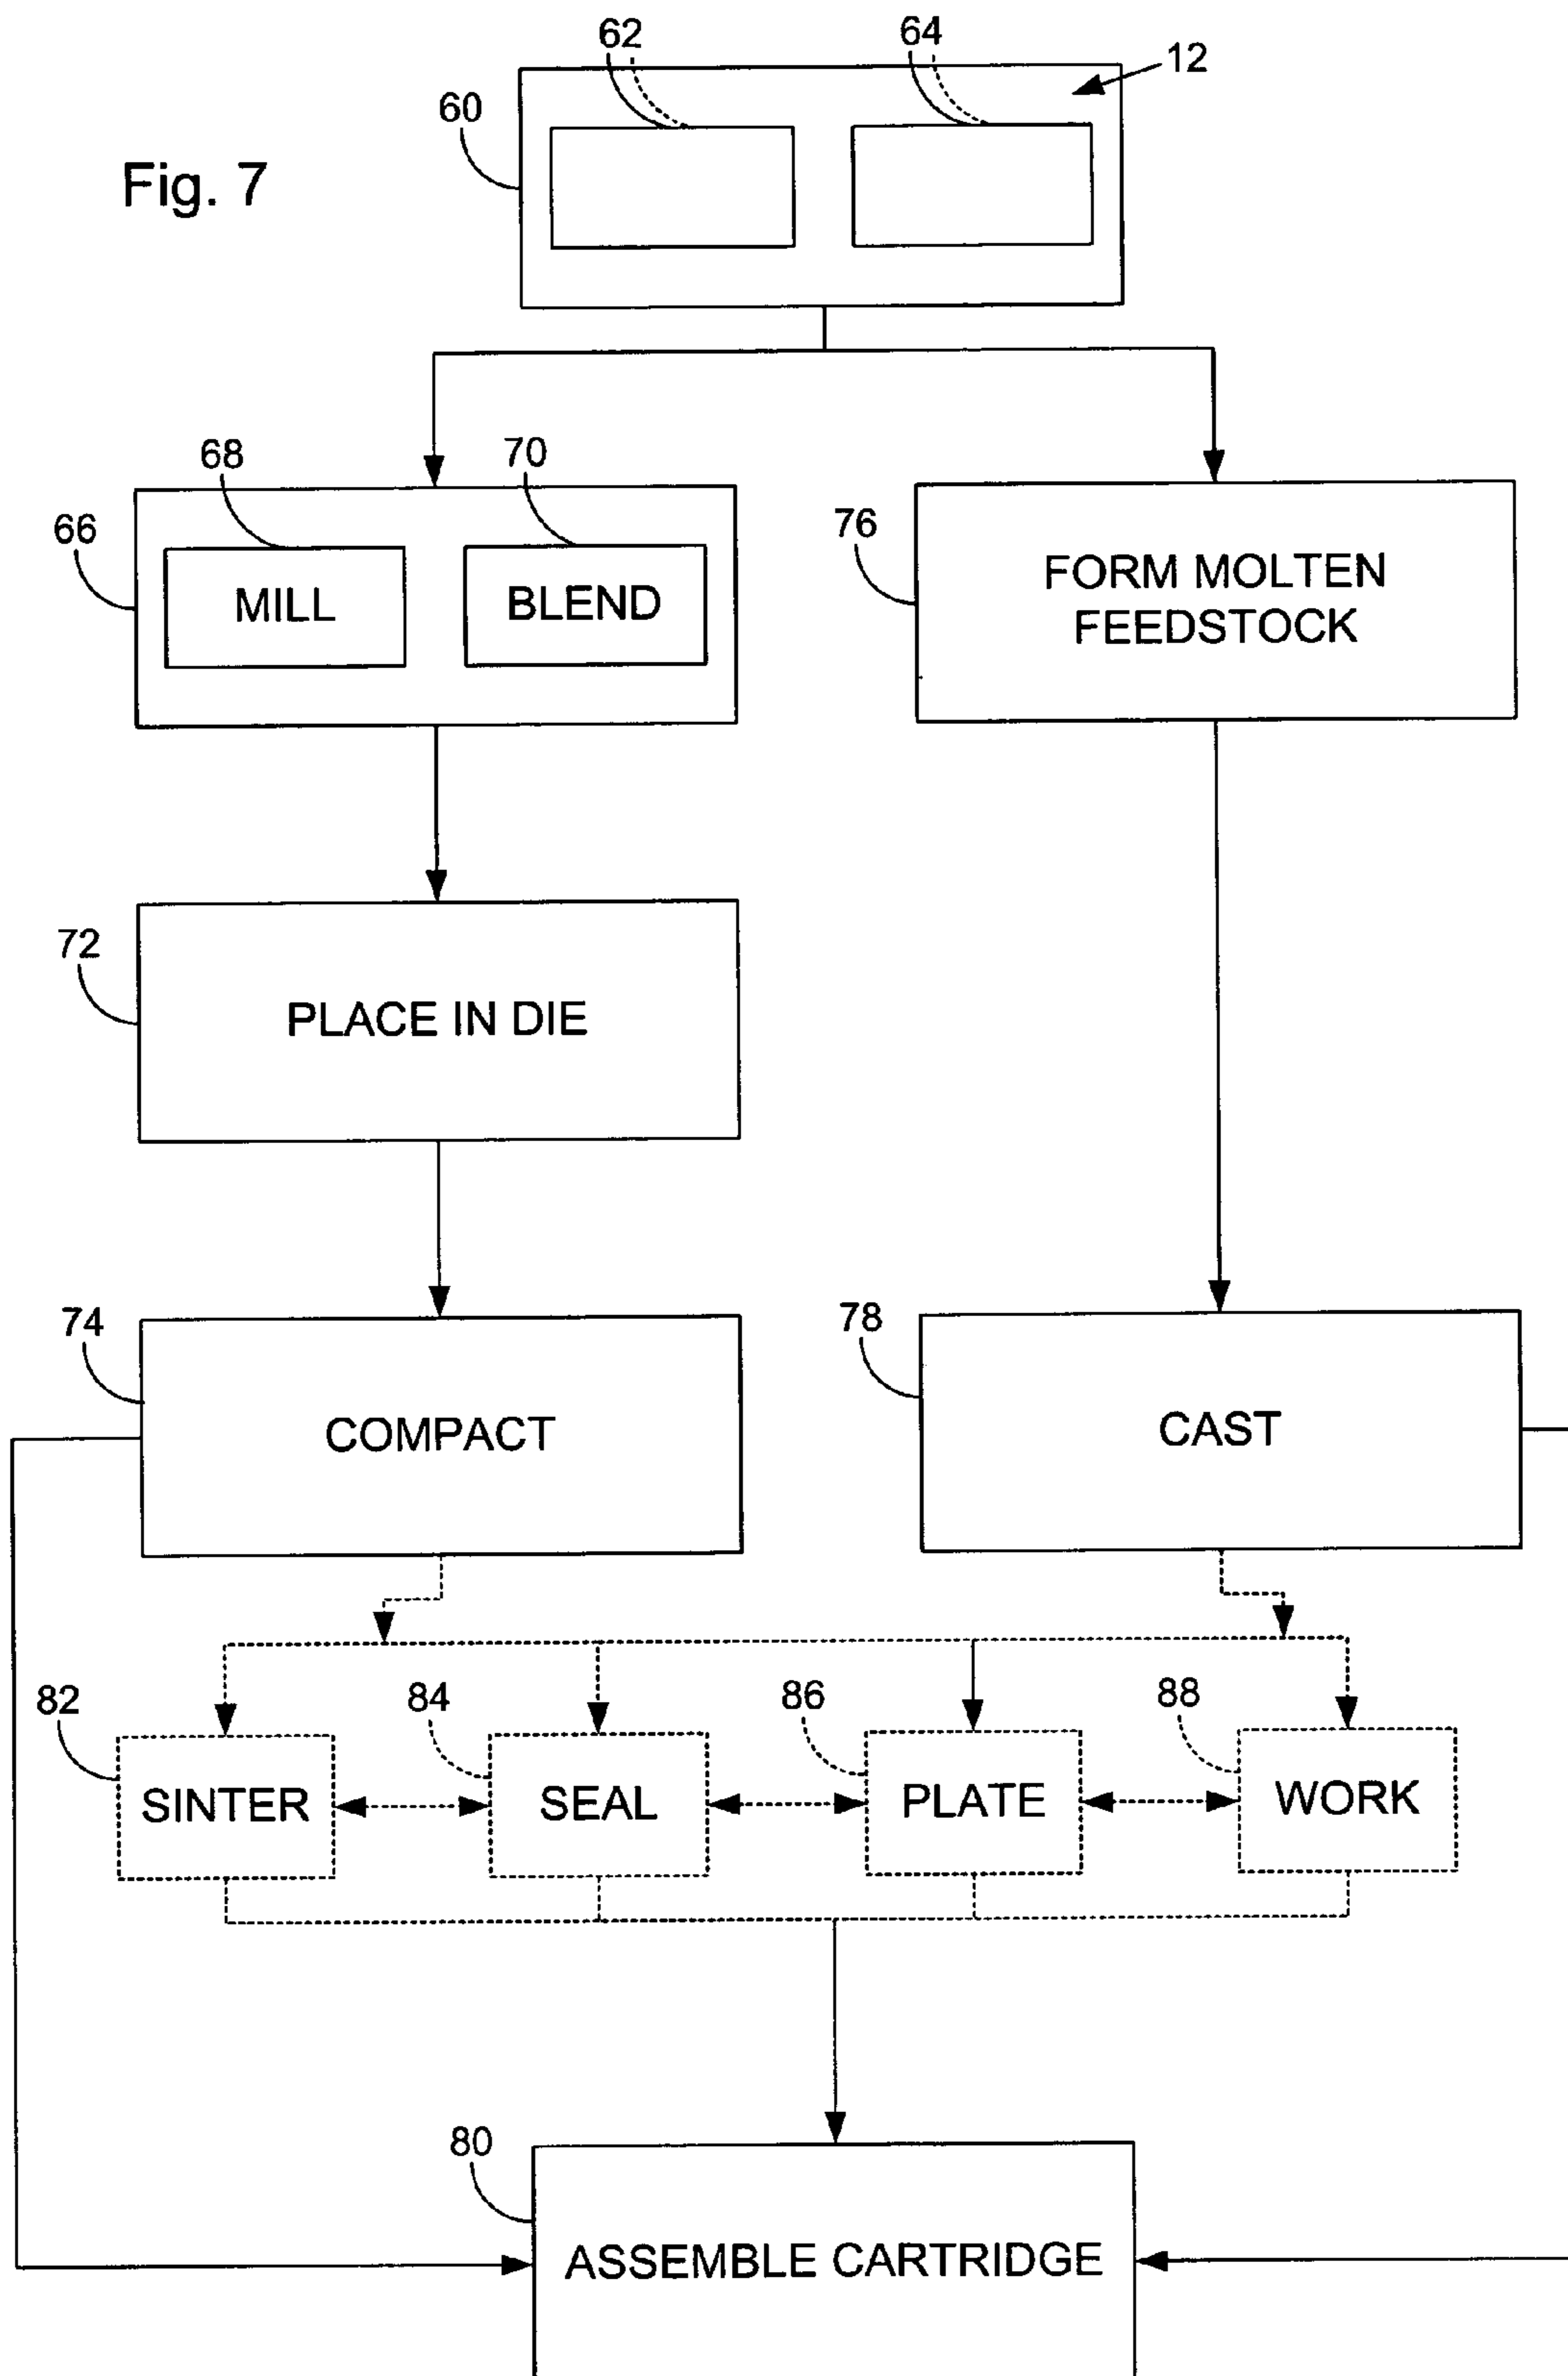 62
64
12
60
Fig. 7
68
70
66
MILL
BLEND
76
FORM MOLTEN
FEEDSTOCK
72
PLACE IN DIE
74
COMPACT
78
CAST
82
84
86
88
SINTER
SEAL
PLATE
WORK
80
ASSEMBLE CARTRIDGE